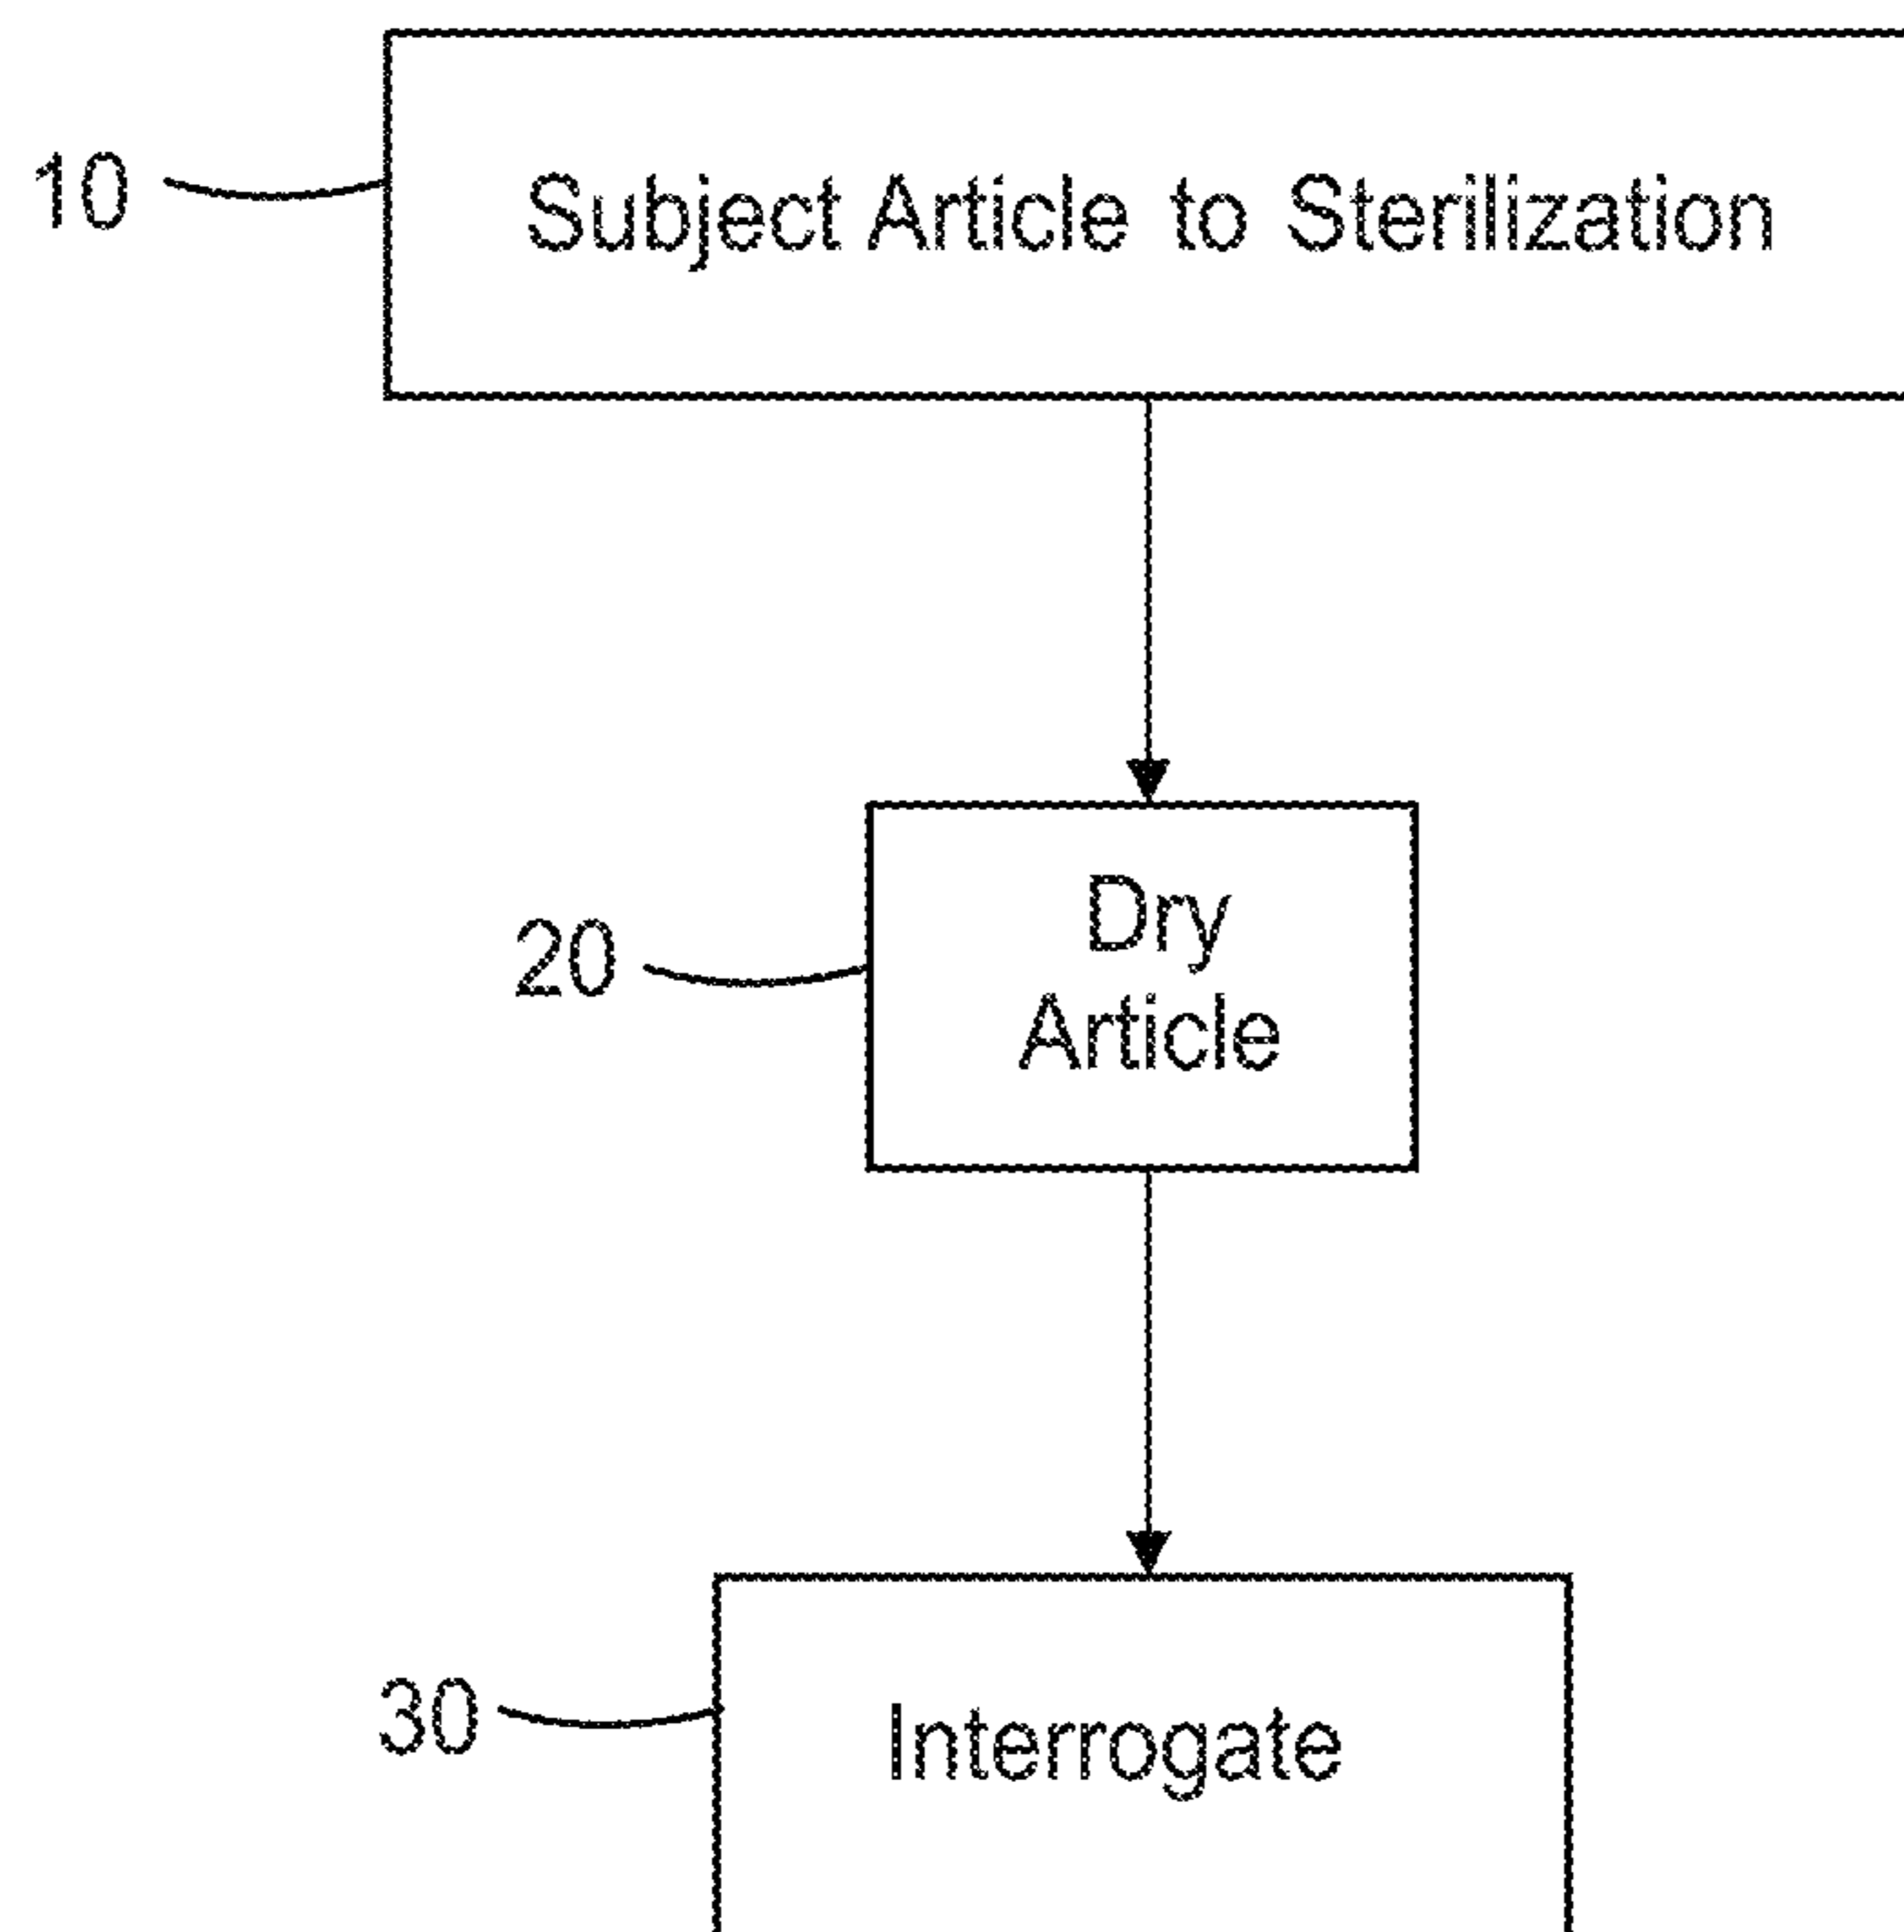 10
Subject Article to Sterilization
20
Dry
Article
30
Interrogate